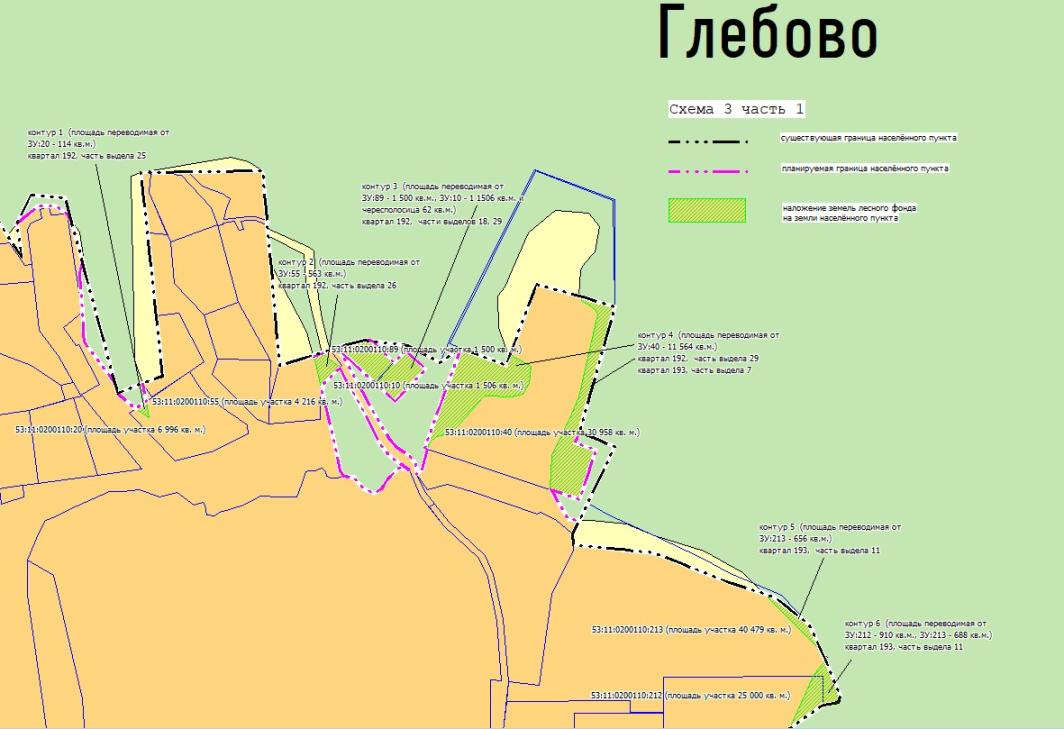 Глебово
Схема 3 часть 1
существующая граница населённого пункта
планируемая граница населённого пункта
наложение земель лесного фонда
на земли населённого пункта
контур 1 (площадь переводимая от
ЗУ:20 - 114 кв.м.)
квартал 192, часть выдела 25
контур 3 (площадь переводимая от
ЗУ:89 - 1 500 кв.м., ЗУ:10 - 1 1506 кв.м. и
чересполосица 62 кв.м.)
квартал 192, части выделов 18, 29
контур 2 (площадь переводимая от
ЗУ:55 - 563 кв.м.)
квартал 192, часть выдела 26
контур 4 (площадь переводимая от
ЗУ:40 - 11 564 кв.м.)
квартал 192, часть выдела 29
квартал 193, часть выдела 7
53:11:0200110:89 (площадь участка 1 500 кв. м.)
53:11:0200110:10 (площадь участка 1 506 кв. м.)
53:11:0200110:55 (площадь участка 4 216 кв. м.)
53:11:0200110:20 (площадь участка 6 996 кв. м.)
53:11:0200110:40 (площадь участка 30 958 кв. м.)
контур 5 (площадь переводимая от
ЗУ:213 - 656 кв.м.)
квартал 193, часть выдела 11
контур 6 (площадь переводимая от
ЗУ:212 - 910 кв.м., ЗУ:213 - 688 кв.м.)
квартал 193, часть выдела 11
53:11:0200110:213 (площадь участка 40 479 кв. м.)
53:11:0200110:212 (площадь участка 25 000 кв. м.)